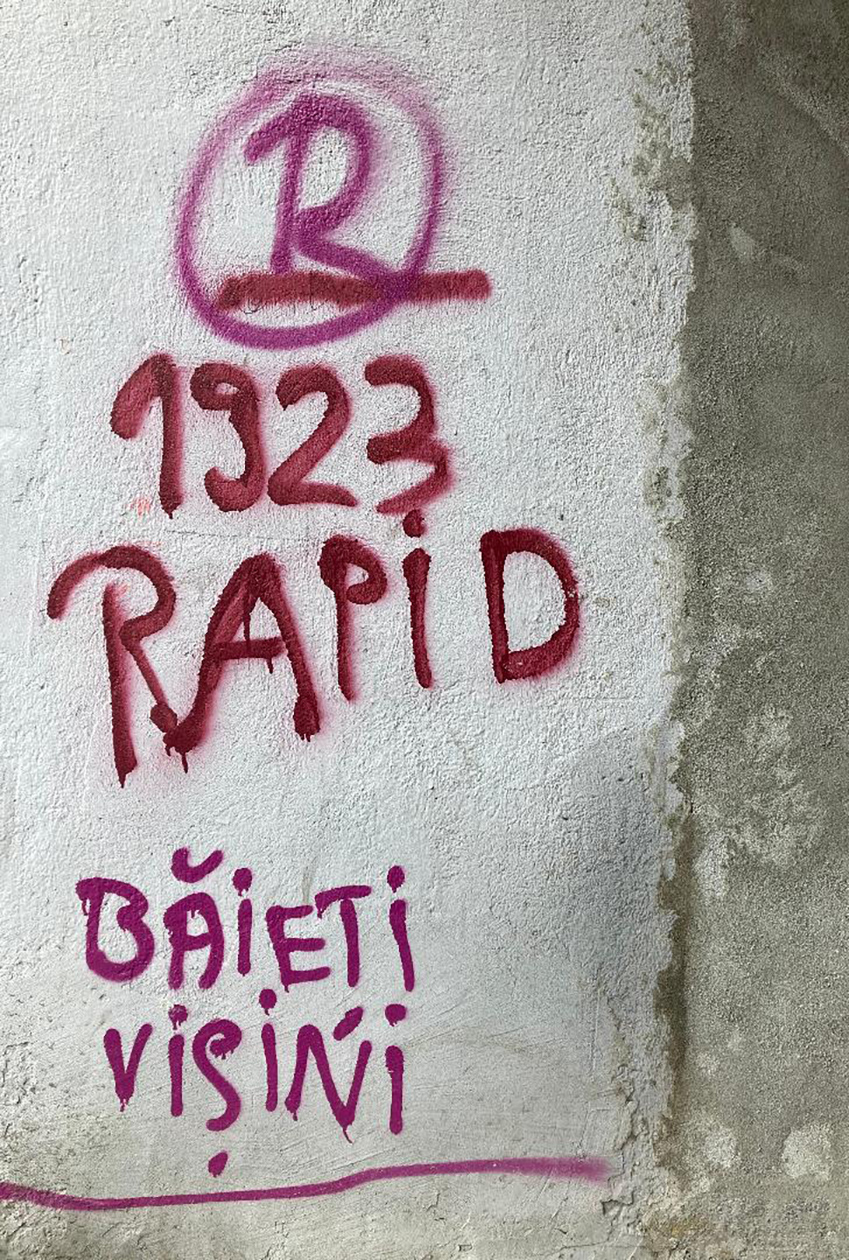 R
1923
RAPiD
BĂiETi
ViȘiNi